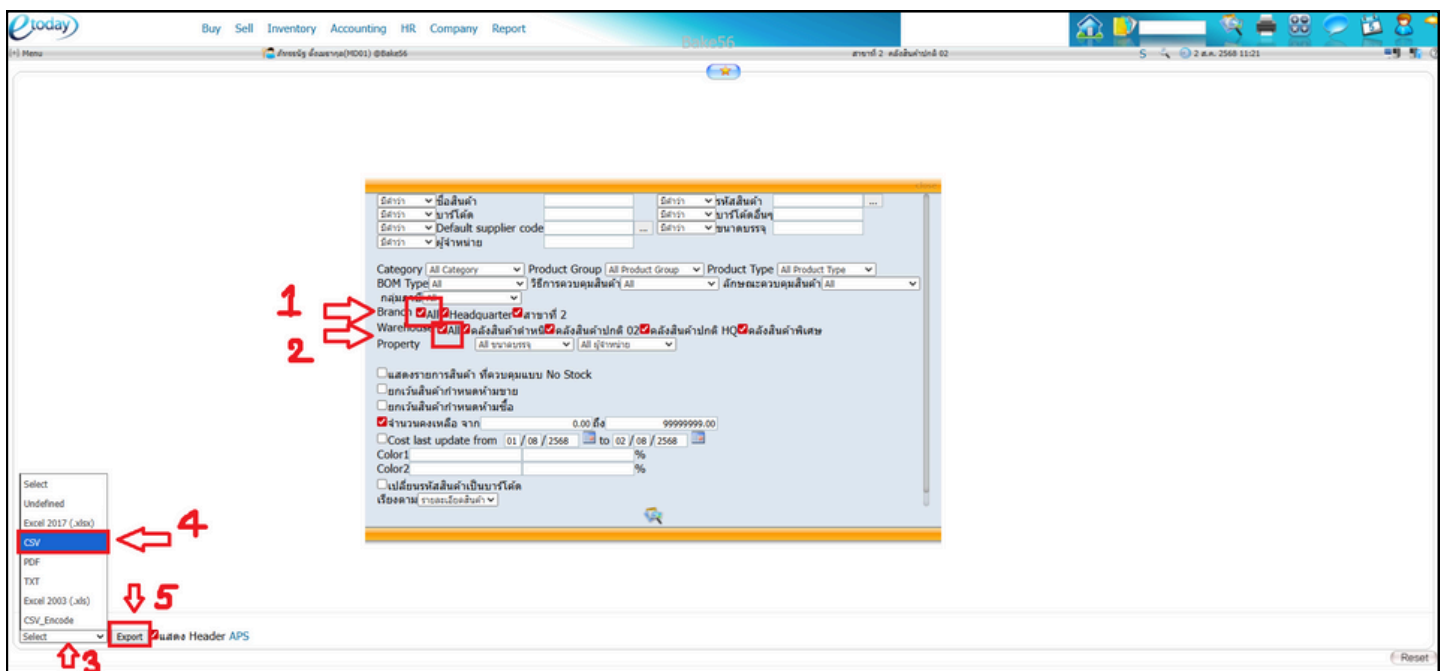 etoday
Buy Sell Inventory Accounting HR Company Report
Bake56
[+] Menu
@Bake56
สาขาที่ 2 คลังสินค้าปกติ 02
S 2 ส.ค. 2568 11:21
close
มีคำว่า ชื่อสินค้า มีคำว่า รหัสสินค้า ...
มีคำว่า บาร์โค้ด มีคำว่า บาร์โค้ดอื่นๆ
มีคำว่า Default supplier code ... มีคำว่า ขนาดบรรจุ
มีคำว่า ผู้จำหน่าย
Category All Category Product Group All Product Group Product Type All Product Type
BOM Type All วิธีการควบคุมสินค้า All ลักษณะควบคุมสินค้า All
All
1
Branch All Headquarter สาขาที่ 2
Warehouse All คลังสินค้าตำหนิ คลังสินค้าปกติ 02 คลังสินค้าปกติ HQ คลังสินค้าพิเศษ
2
Property All ขนาดบรรจุ All ผู้จำหน่าย
แสดงรายการสินค้า ที่ควบคุมแบบ No Stock
ยกเว้นสินค้ากำหนดห้ามขาย
ยกเว้นสินค้ากำหนดห้ามซื้อ
จำนวนคงเหลือ จาก 0.00 ถึง 99999999.00
Cost last update from 01 / 08 / 2568 to 02 / 08 / 2568
Color1 %
Color2 %
เปลี่ยนรหัสสินค้าเป็นบาร์โค้ด
เรียงตาม รายละเอียดสินค้า
Select
Undefined
Excel 2017 (.xlsx)
CSV
4
PDF
TXT
Excel 2003 (.xls)
5
CSV_Encode
Select Export แสดง Header APS
3
Reset